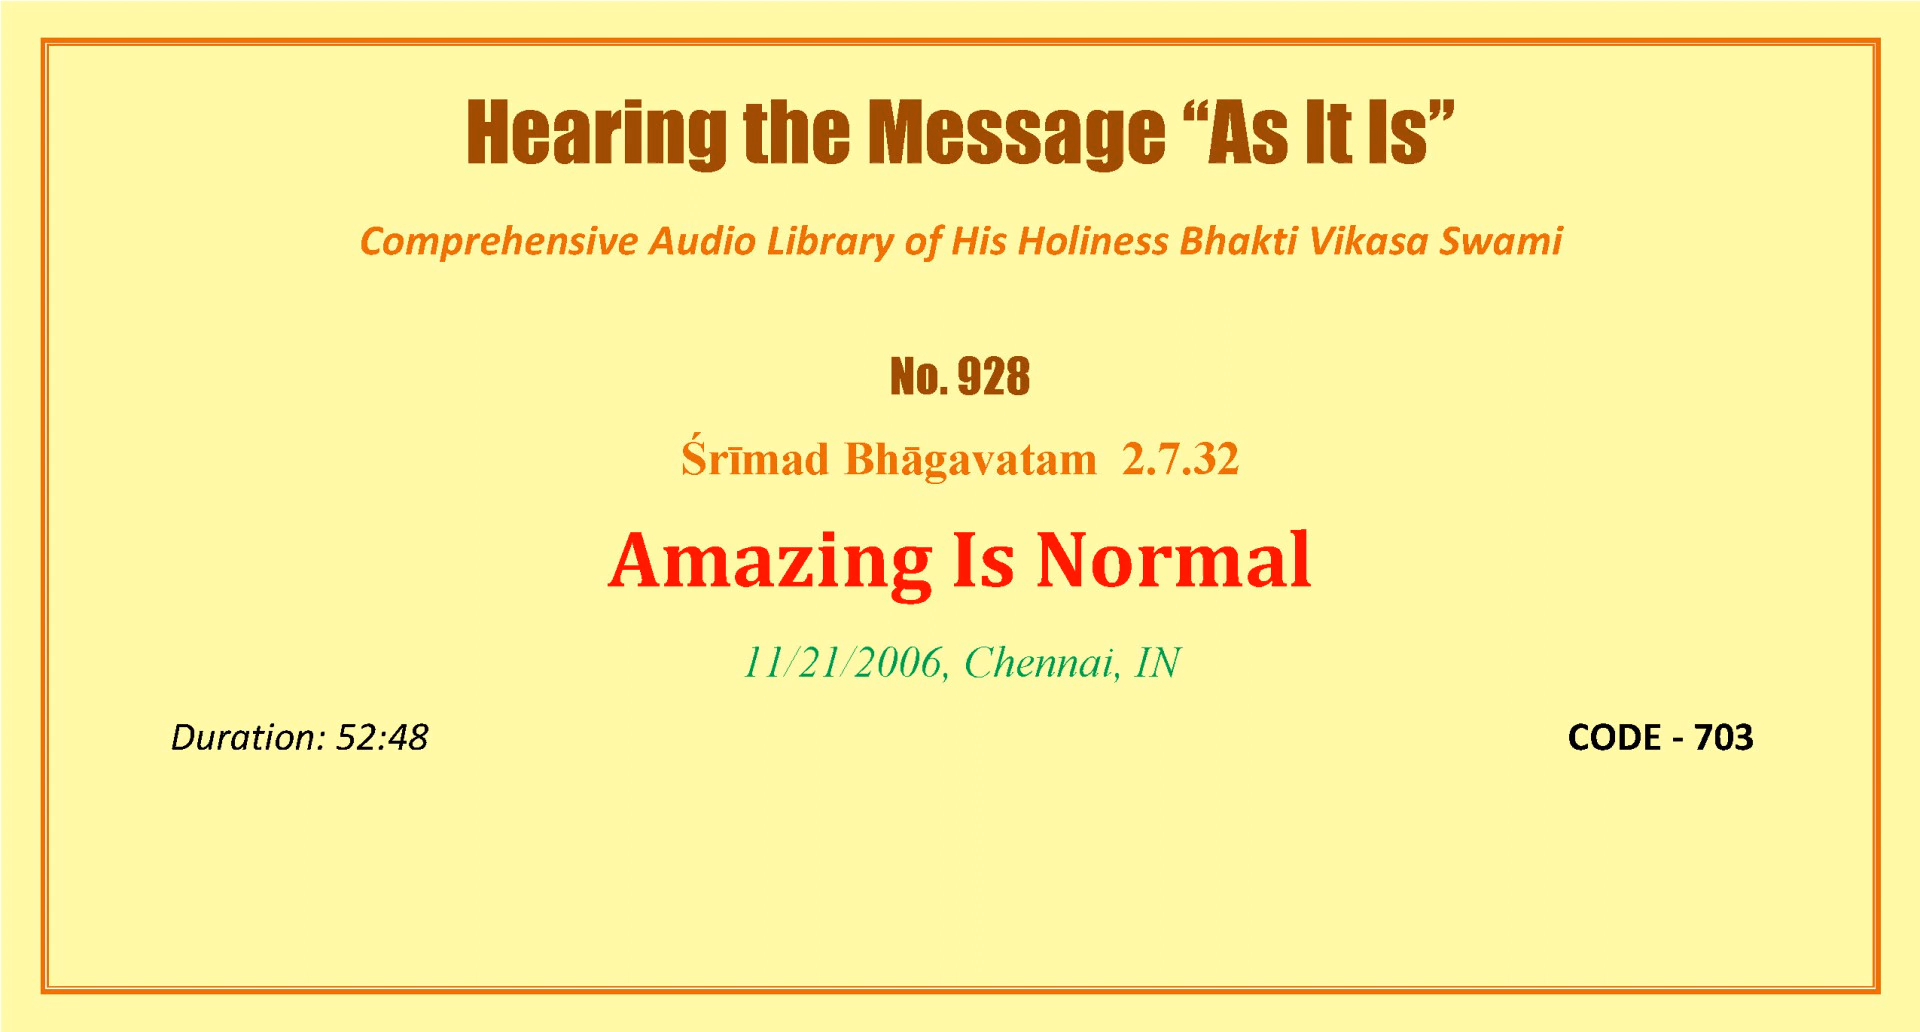 Hearing the Message “As It Is”
Comprehensive Audio Library of His Holiness Bhakti Vikasa Swami
No. 928
Śrīmad Bhāgavatam 2.7.32
Amazing Is Normal
11/21/2006, Chennai, IN
Duration: 52:48 CODE - 703